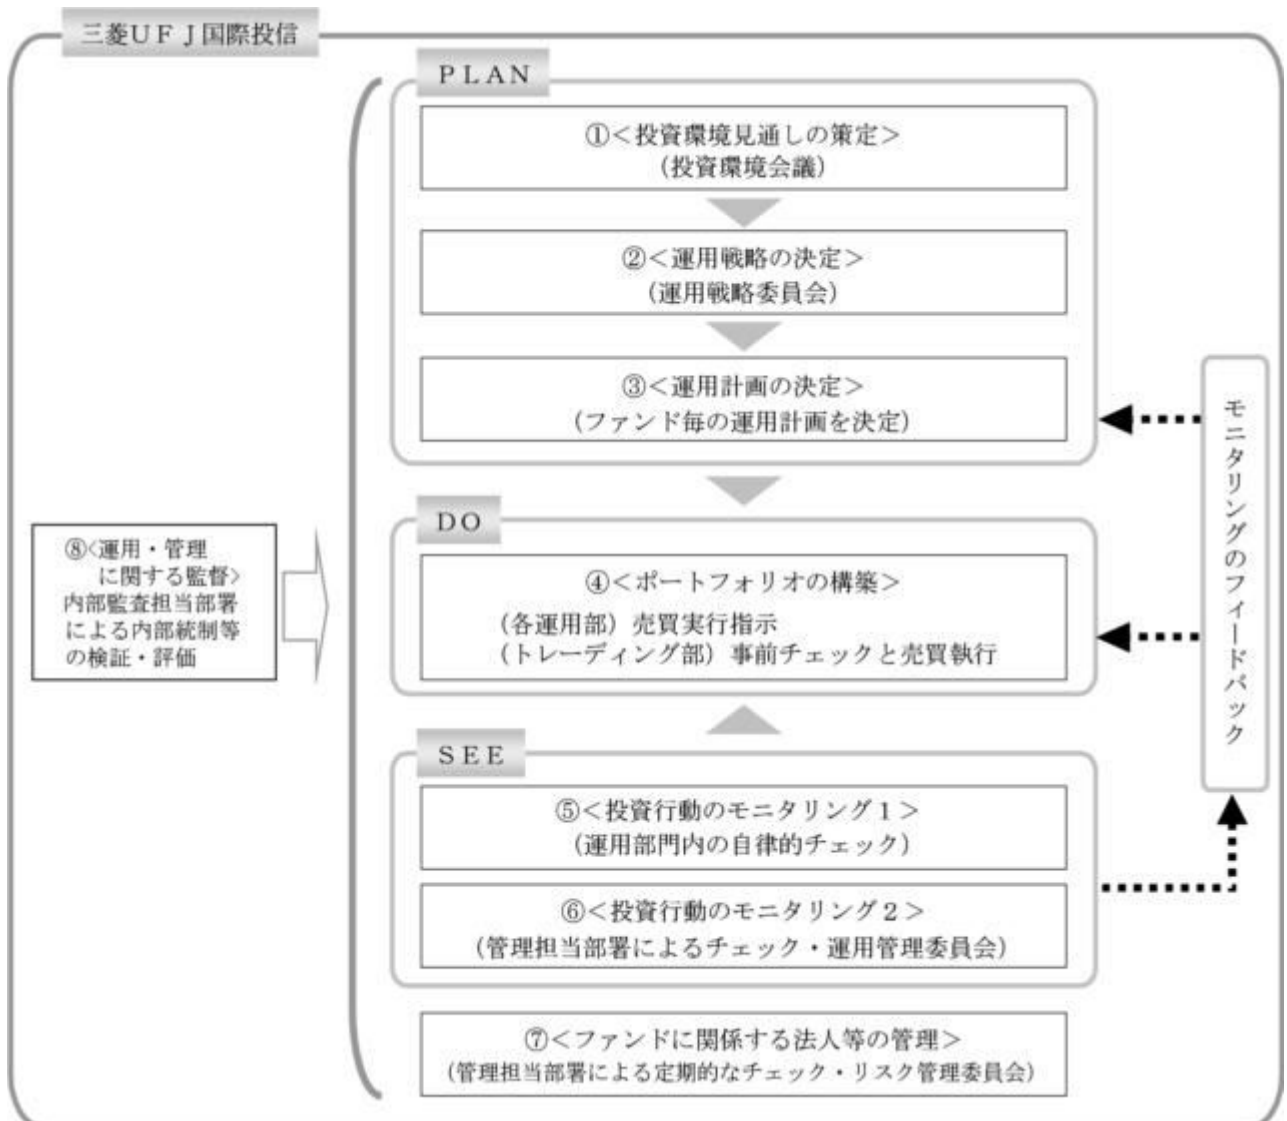 三菱ＵＦＪ国際投信
ＰＬＡＮ
①＜投資環境見通しの策定＞
（投資環境会議）
②＜運用戦略の決定＞
（運用戦略委員会）
③＜運用計画の決定＞
（ファンド毎の運用計画を決定）
ＤＯ
④＜ポートフォリオの構築＞
（各運用部）売買実行指示
（トレーディング部）事前チェックと売買執行
ＳＥＥ
⑤＜投資行動のモニタリング１＞
（運用部門内の自律的チェック）
⑥＜投資行動のモニタリング２＞
（管理担当部署によるチェック・運用管理委員会）
⑦＜ファンドに関係する法人等の管理＞
（管理担当部署による定期的なチェック・リスク管理委員会）
⑧<運用・管理
に関する監督>
内部監査担当部署
による内部統制等
の検証・評価
モニタリングのフィードバック